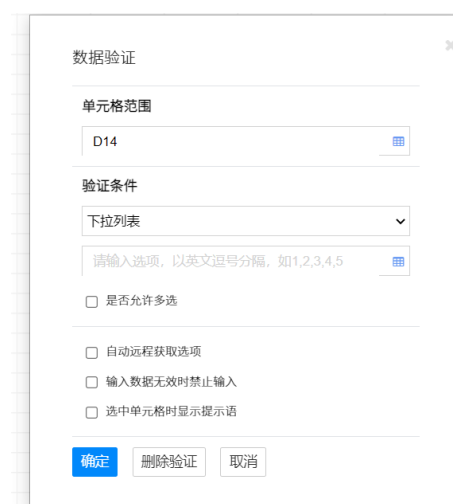 数据验证
单元格范围
D14
验证条件
下拉列表
请输入选项，以英文逗号分隔，如1,2,3,4,5
是否允许多选
自动远程获取选项
输入数据无效时禁止输入
选中单元格时显示提示语
确定 删除验证 取消